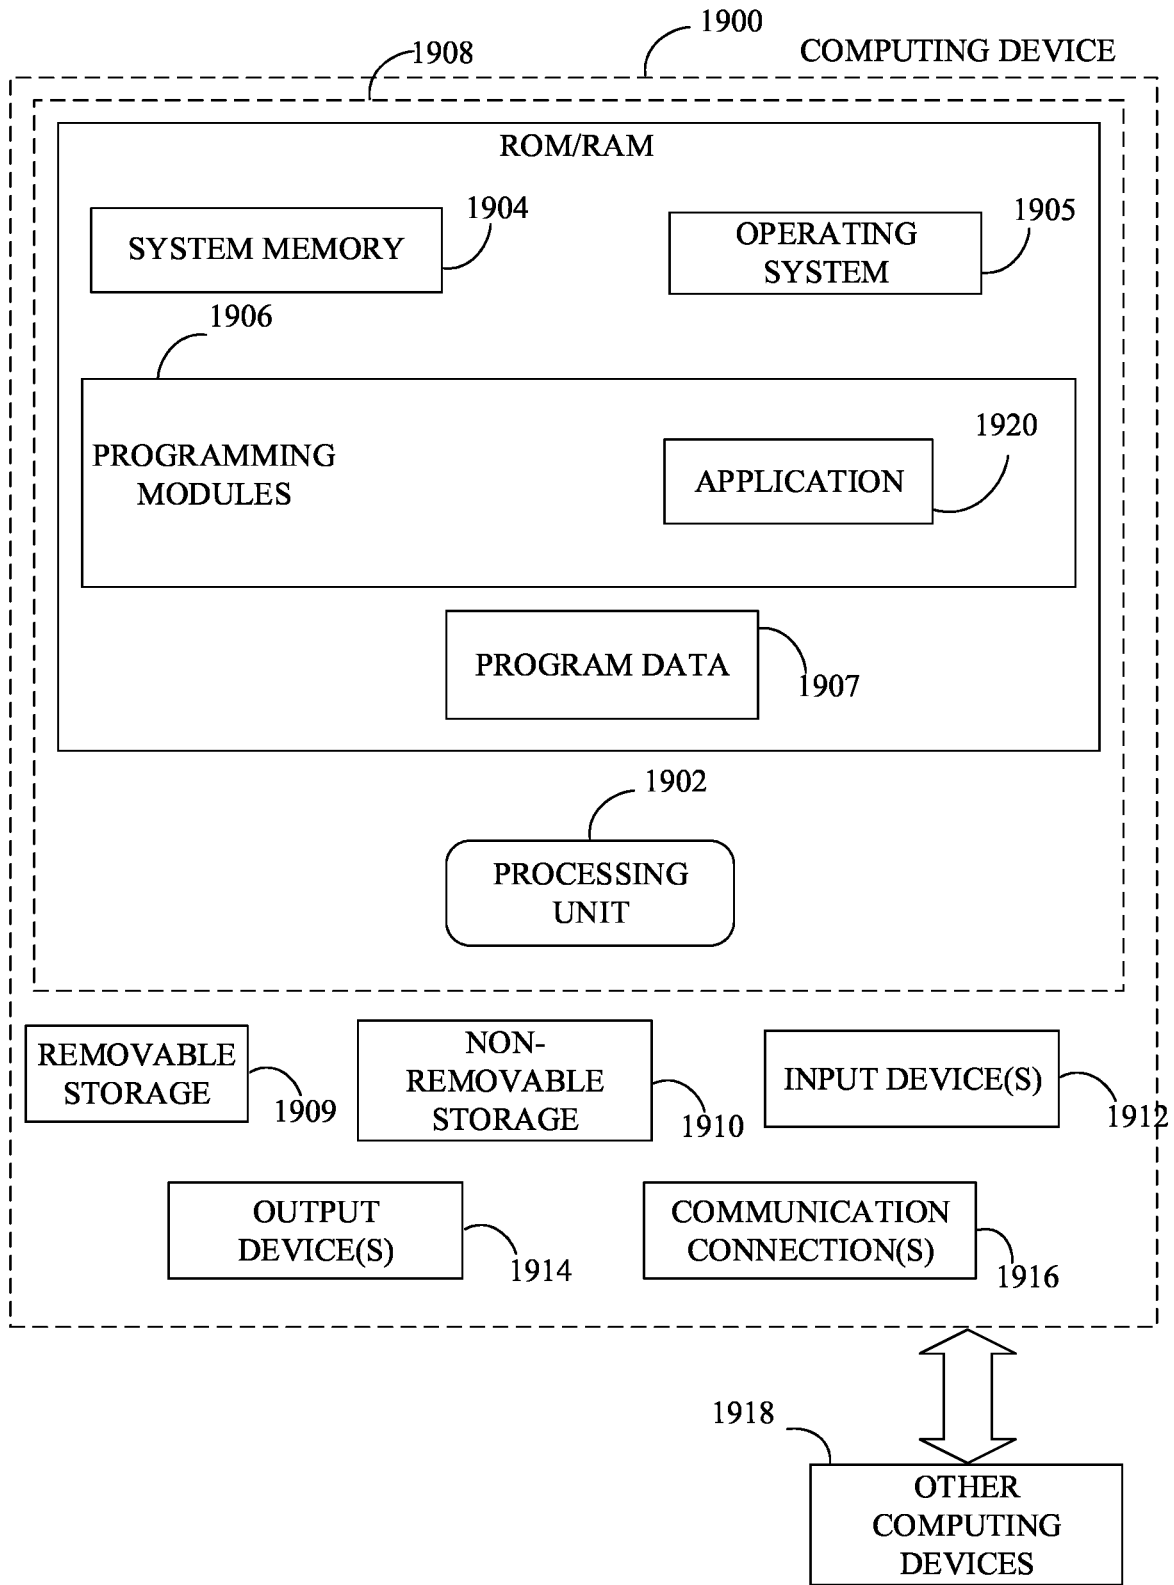 1900
COMPUTING DEVICE
1908
ROM/RAM
1904
SYSTEM MEMORY
1905
OPERATING
SYSTEM
1906
PROGRAMMING
MODULES
1920
APPLICATION
PROGRAM DATA
1907
1902
PROCESSING
UNIT
REMOVABLE
STORAGE
1909
NON-
REMOVABLE
STORAGE
1910
INPUT DEVICE(S)
1912
OUTPUT
DEVICE(S)
1914
COMMUNICATION
CONNECTION(S)
1916
1918
OTHER
COMPUTING
DEVICES